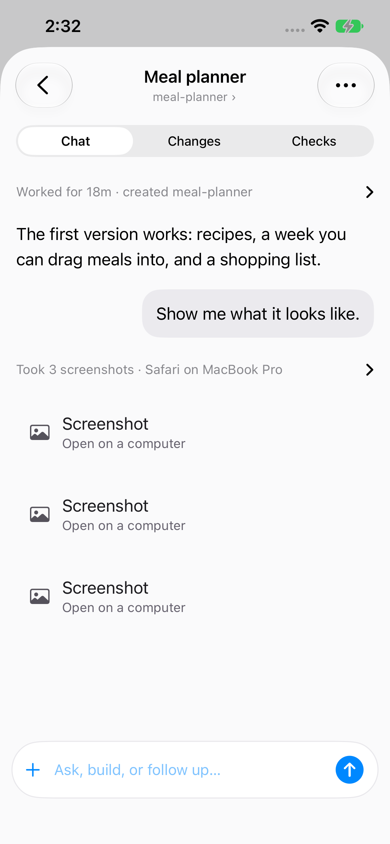 2:32
Meal planner
meal-planner ›
Chat
Changes
Checks
Worked for 18m · created meal-planner
The first version works: recipes, a week you
can drag meals into, and a shopping list.
Show me what it looks like.
Took 3 screenshots · Safari on MacBook Pro
Screenshot
Open on a computer
Screenshot
Open on a computer
Screenshot
Open on a computer
Ask, build, or follow up...